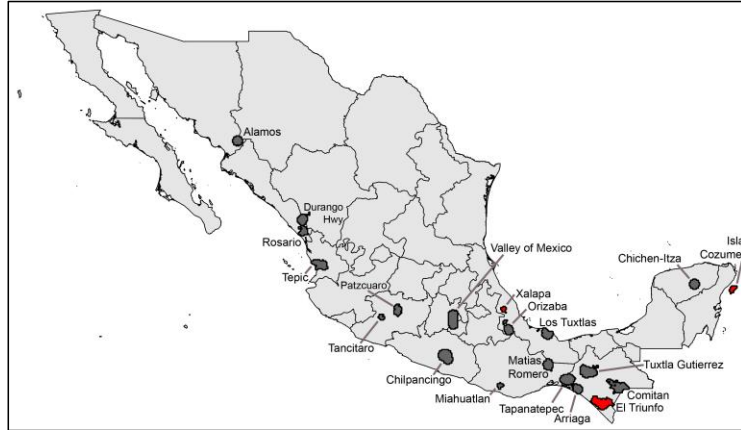 Alamos
Durango
Hwy
Rosario
Tepic
Patzcuaro
Tancitaro
Chilpancingo
Miahuatlan
Valley of Mexico
Xalapa
Orizaba
Los Tuxtlas
Matias
Romero
Tapanatepec
Arriaga
Chichen-Itza
Isla
Cozume
Tuxtla Gutierrez
Comitan
El Triunfo